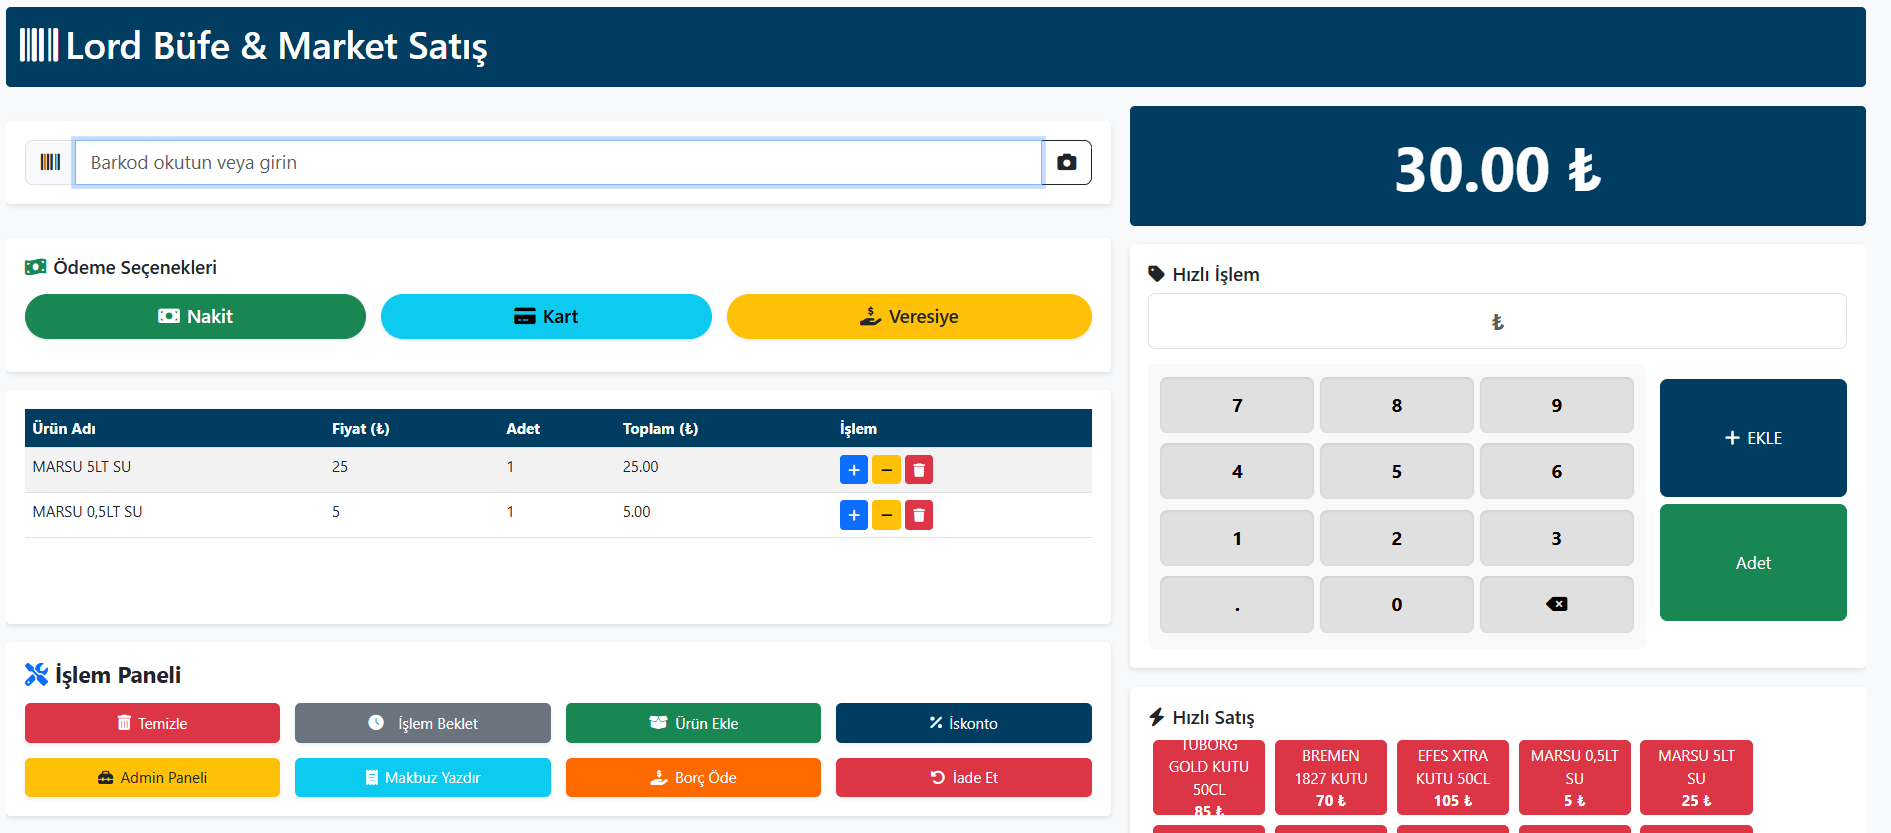 Lord Büfe & Market Satış
Barkod okutun veya girin
30.00 ₺
Ödeme Seçenekleri
Nakit
Kart
Veresiye
Ürün Adı Fiyat (₺) Adet Toplam (₺) İşlem
MARSU 5LT SU 25 1 25.00 + −
MARSU 0,5LT SU 5 1 5.00 + −
İşlem Paneli
Temizle
İşlem Beklet
Ürün Ekle
İskonto
Admin Paneli
Makbuz Yazdır
Borç Öde
İade Et
Hızlı İşlem
₺
7 8 9
4 5 6
1 2 3
. 0
+ EKLE
Adet
Hızlı Satış
TUBORG
GOLD KUTU
50CL
85 ₺
BREMEN
1827 KUTU
70 ₺
EFES XTRA
KUTU 50CL
105 ₺
MARSU 0,5LT
SU
5 ₺
MARSU 5LT
SU
25 ₺